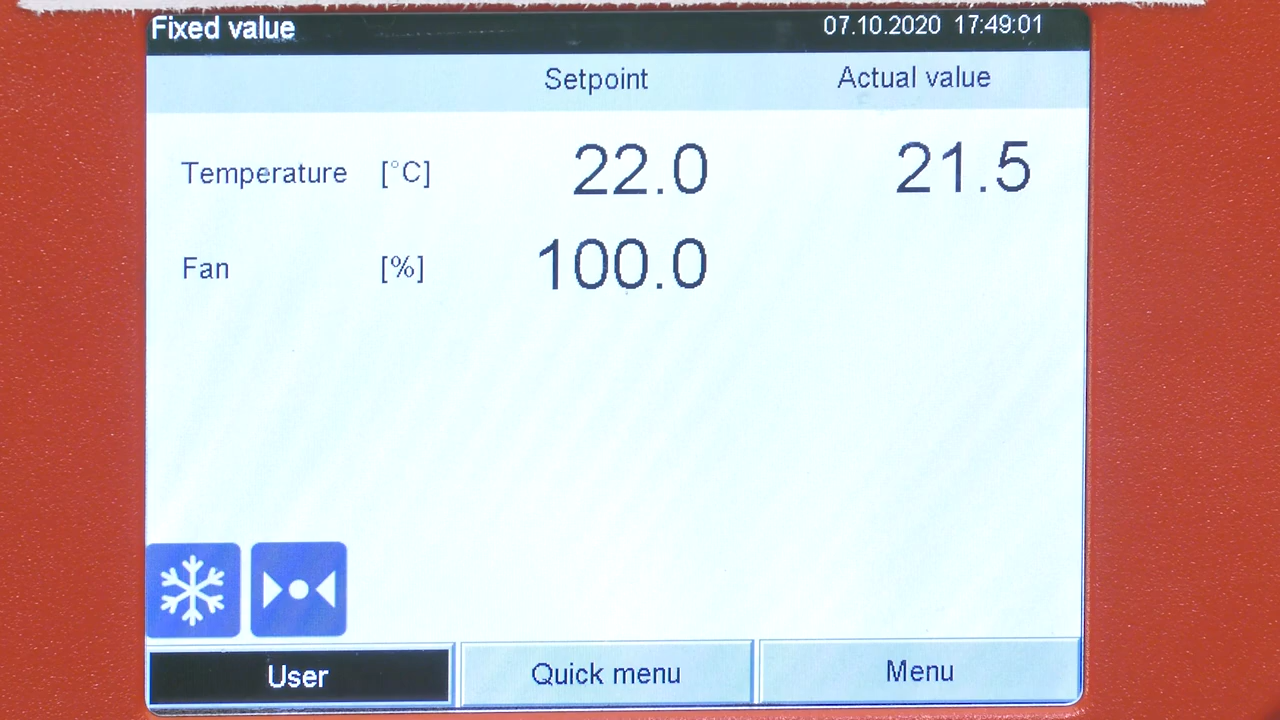 Fixed value 07.10.2020 17:49:01
Setpoint Actual value
Temperature [°C] 22.0 21.5
Fan [%] 100.0
User Quick menu Menu